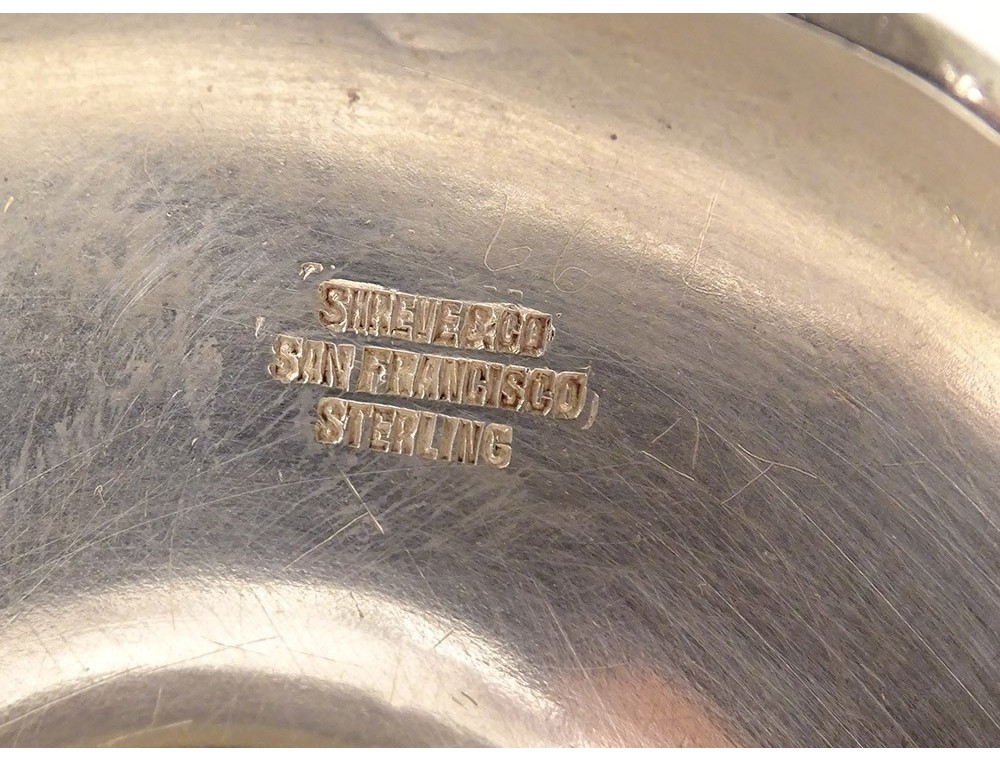 SHREVE & CO
SAN FRANCISCO
STERLING